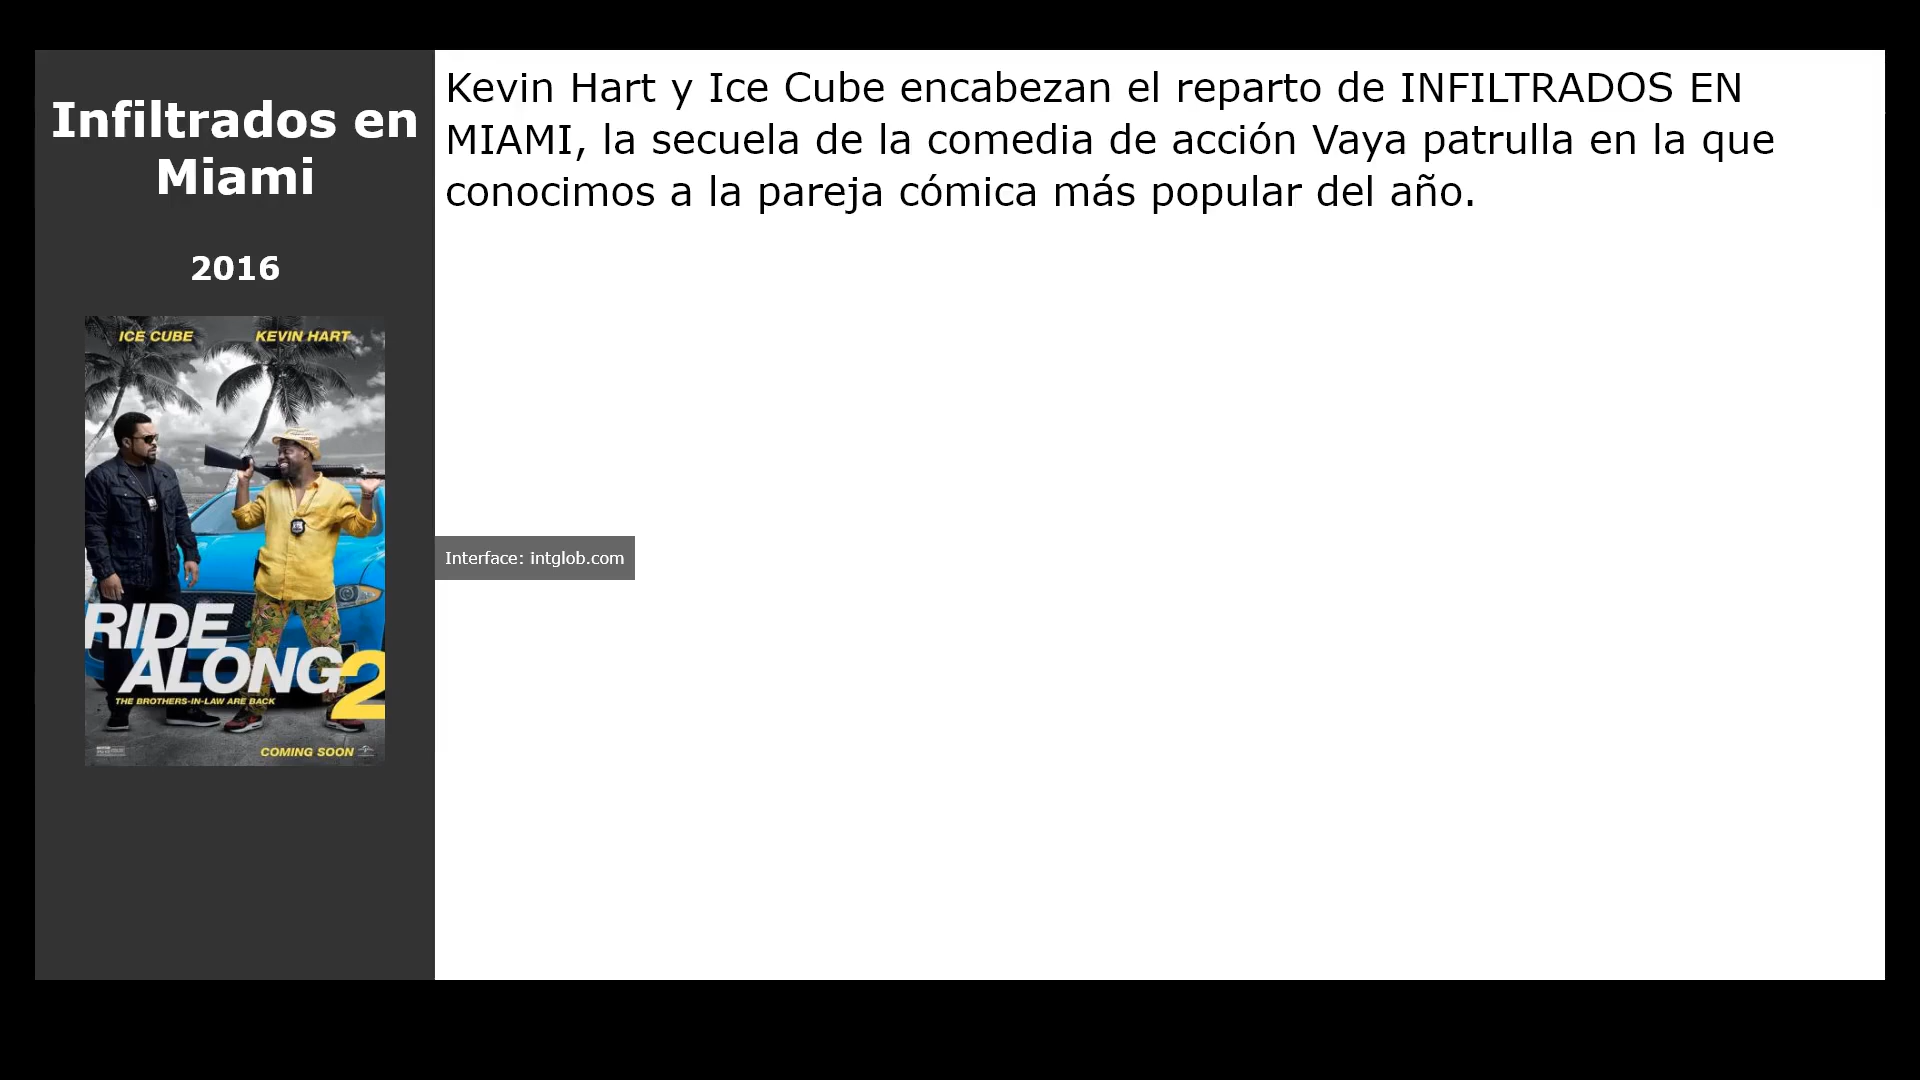 Infiltrados en
Miami
2016
ICE CUBE
KEVIN HART
RIDE
ALONG 2
THE BROTHERS-IN-LAW ARE BACK
COMING SOON
Kevin Hart y Ice Cube encabezan el reparto de INFILTRADOS EN
MIAMI, la secuela de la comedia de acción Vaya patrulla en la que
conocimos a la pareja cómica más popular del año.
Interface: intglob.com